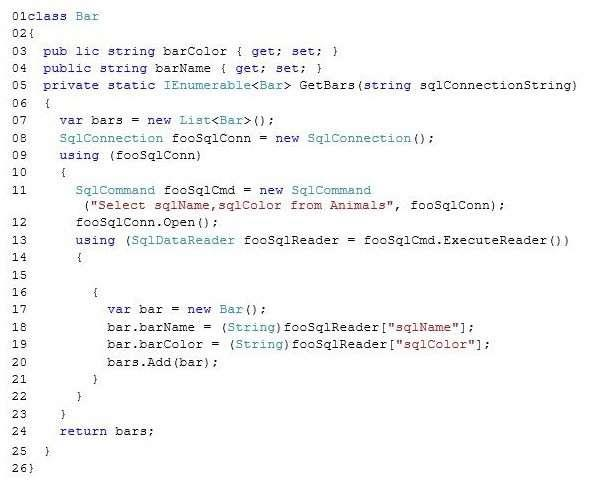 01class Bar
02{
03  pub lic string barColor { get; set; }
04  public string barName { get; set; }
05  private static IEnumerable<Bar> GetBars(string sqlConnectionString)
06  {
07    var bars = new List<Bar>();
08    SqlConnection fooSqlConn = new SqlConnection();
09    using (fooSqlConn)
10    {
11      SqlCommand fooSqlCmd = new SqlCommand
         ("Select sqlName,sqlColor from Animals", fooSqlConn);
12      fooSqlConn.Open();
13      using (SqlDataReader fooSqlReader = fooSqlCmd.ExecuteReader())
14      {
15
16        {
17          var bar = new Bar();
18          bar.barName = (String)fooSqlReader["sqlName"];
19          bar.barColor = (String)fooSqlReader["sqlColor"];
20          bars.Add(bar);
21        }
22      }
23    }
24    return bars;
25  }
26}